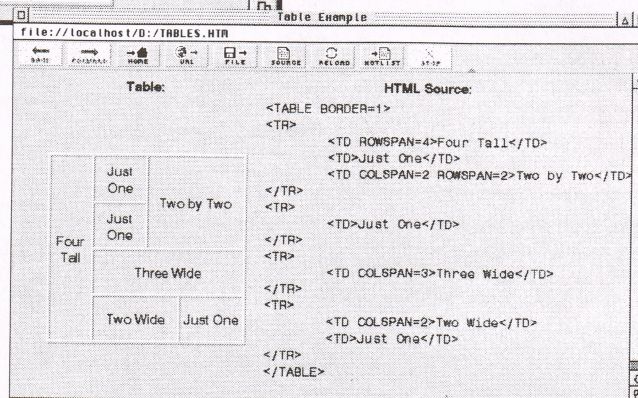 Table Example
file:///localhost/D:/TABLES.HTM
BACK FORWARD HOME URL FILE SOURCE RELOAD HOTLIST STOP
Table:
Four Tall
Just One
Two by Two
Just One
Three Wide
Two Wide
Just One
HTML Source:
<TABLE BORDER=1>
<TR>
<TD ROWSPAN=4>Four Tall</TD>
<TD>Just One</TD>
<TD COLSPAN=2 ROWSPAN=2>Two by Two</TD>
</TR>
<TR>
<TD>Just One</TD>
</TR>
<TR>
<TD COLSPAN=3>Three Wide</TD>
</TR>
<TR>
<TD COLSPAN=2>Two Wide</TD>
<TD>Just One</TD>
</TR>
</TABLE>